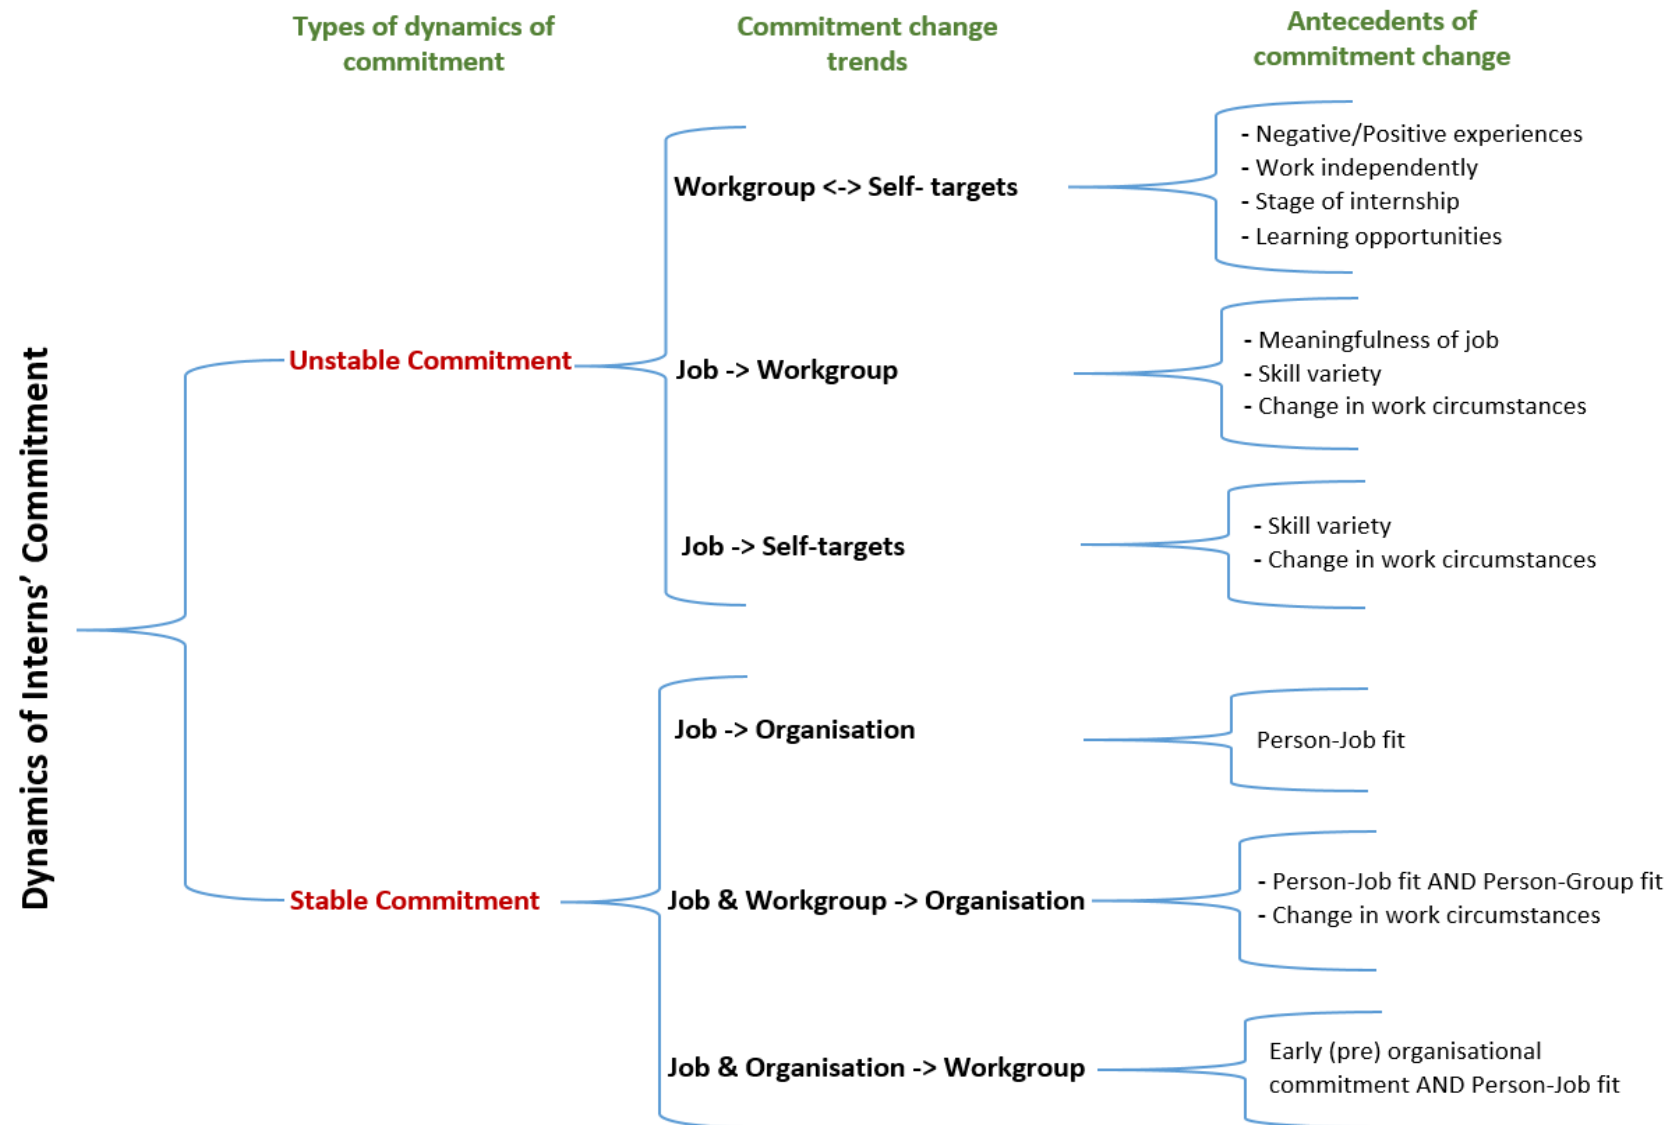 Types of dynamics of
commitment
Commitment change
trends
Antecedents of
commitment change
Dynamics of Interns’ Commitment
Unstable Commitment
Workgroup <-> Self- targets
- Negative/Positive experiences
- Work independently
- Stage of internship
- Learning opportunities
Job -> Workgroup
- Meaningfulness of job
- Skill variety
- Change in work circumstances
Job -> Self-targets
- Skill variety
- Change in work circumstances
Stable Commitment
Job -> Organisation
Person-Job fit
Job & Workgroup -> Organisation
- Person-Job fit AND Person-Group fit
- Change in work circumstances
Job & Organisation -> Workgroup
Early (pre) organisational
commitment AND Person-Job fit